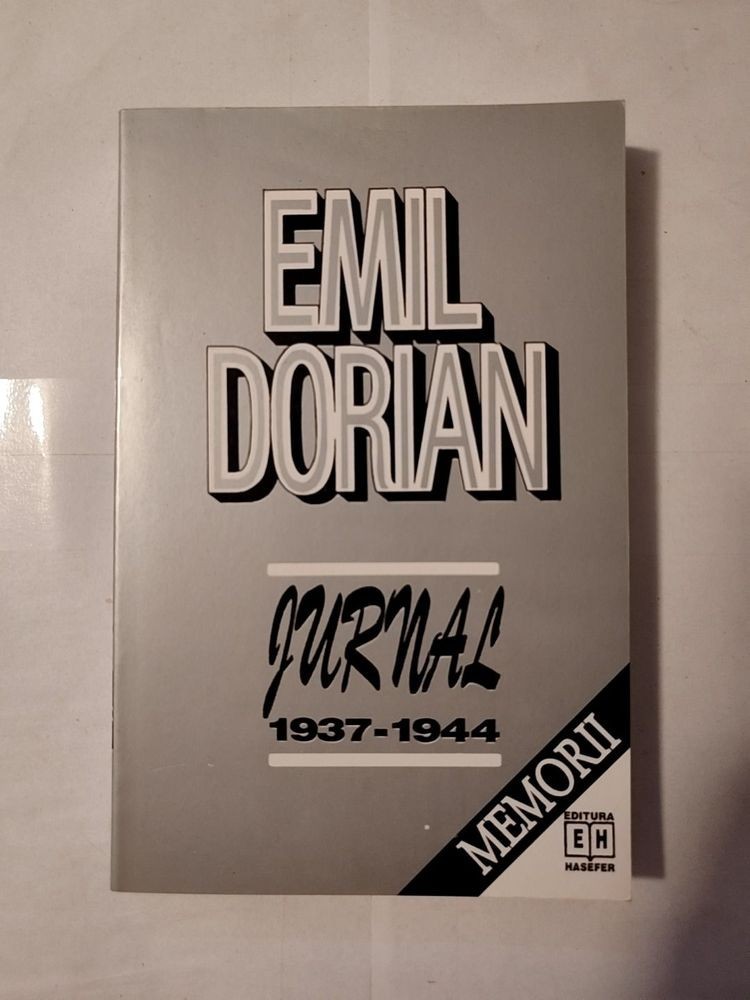 EMIL
DORIAN
JURNAL
1937-1944
MEMORII
EDITURA
EH
HASEFER